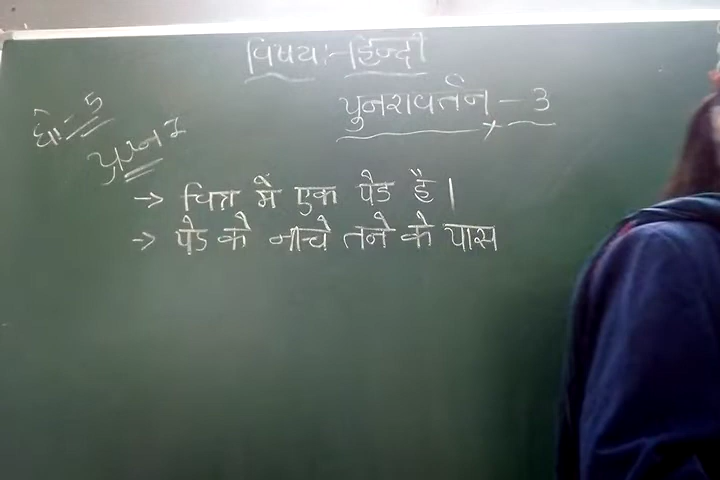 विषय:- हिन्दी
पुनरावर्तन - 3
धो.- 5
प्रश्न 2
→ चित्र में एक पेड है।
→ पेड के नीचे तने के पास